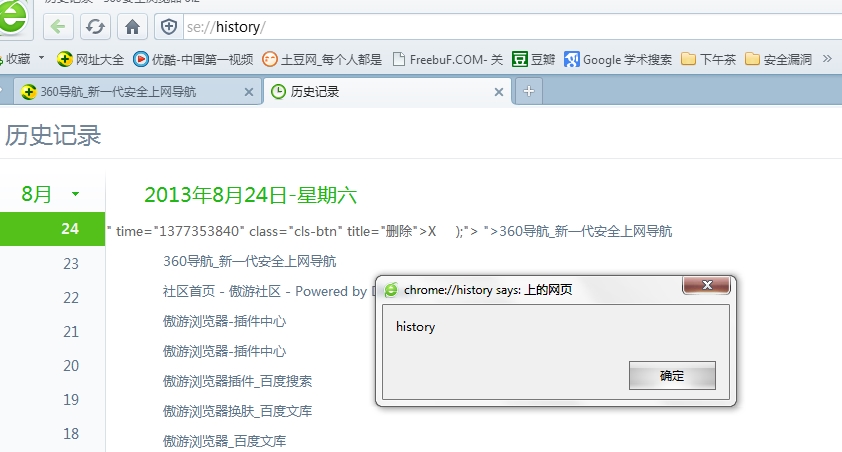 se://history/
收藏 网址大全 优酷-中国第一视频 土豆网_每个人都是 FreebuF.COM- 关 豆瓣 Google 学术搜索 下午茶 安全漏洞 »
360导航_新一代安全上网导航 历史记录
历史记录
8月 2013年8月24日-星期六
24 " time="1377353840" class="cls-btn" title="删除">X );"> ">360导航_新一代安全上网导航
23 360导航_新一代安全上网导航
22 社区首页 - 傲游社区 - Powered by
chrome://history says: 上的网页
history
确定
21 傲游浏览器-插件中心
20 傲游浏览器-插件中心
傲游浏览器插件_百度搜索
19 傲游浏览器换肤_百度文库
18 傲游浏览器_百度文库